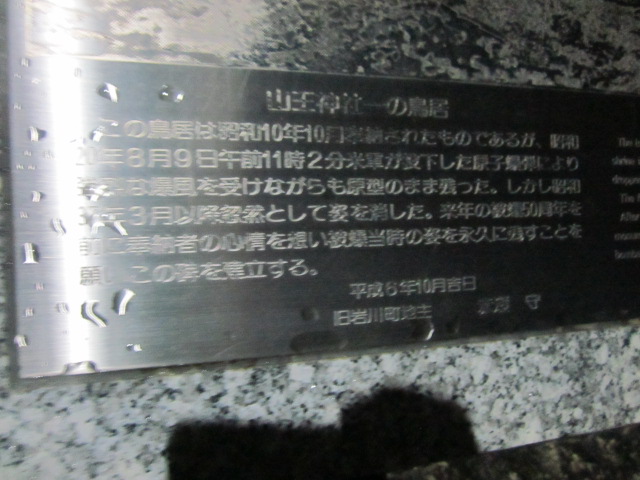 山王神社一の鳥居
この鳥居は昭和10年10月奉納されたものであるが、昭和
20年8月9日午前11時2分米軍が投下した原子爆弾により
爆風を受けながらも原型のまま残った。しかし昭和
年3月以降忽然として姿を消した。来年の被爆50周年を
前に 者の心情を想い被爆当時の姿を永久に残すことを
願い この碑を建立する。
平成6年10月吉日
旧岩川町地主 守